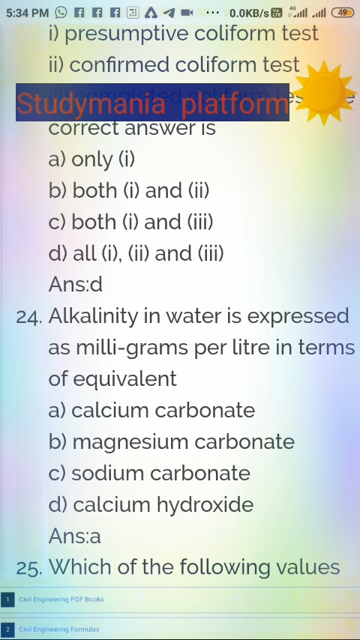 5:34 PM
0.0KB/s
4G
49
i) presumptive coliform test
ii) confirmed coliform test
Studymania platform
correct answer is
a) only (i)
b) both (i) and (ii)
c) both (i) and (iii)
d) all (i), (ii) and (iii)
Ans:d
24. Alkalinity in water is expressed
as milli-grams per litre in terms
of equivalent
a) calcium carbonate
b) magnesium carbonate
c) sodium carbonate
d) calcium hydroxide
Ans:a
25. Which of the following values
1 Civil Engineering PDF Books
2 Civil Engineering Formulas